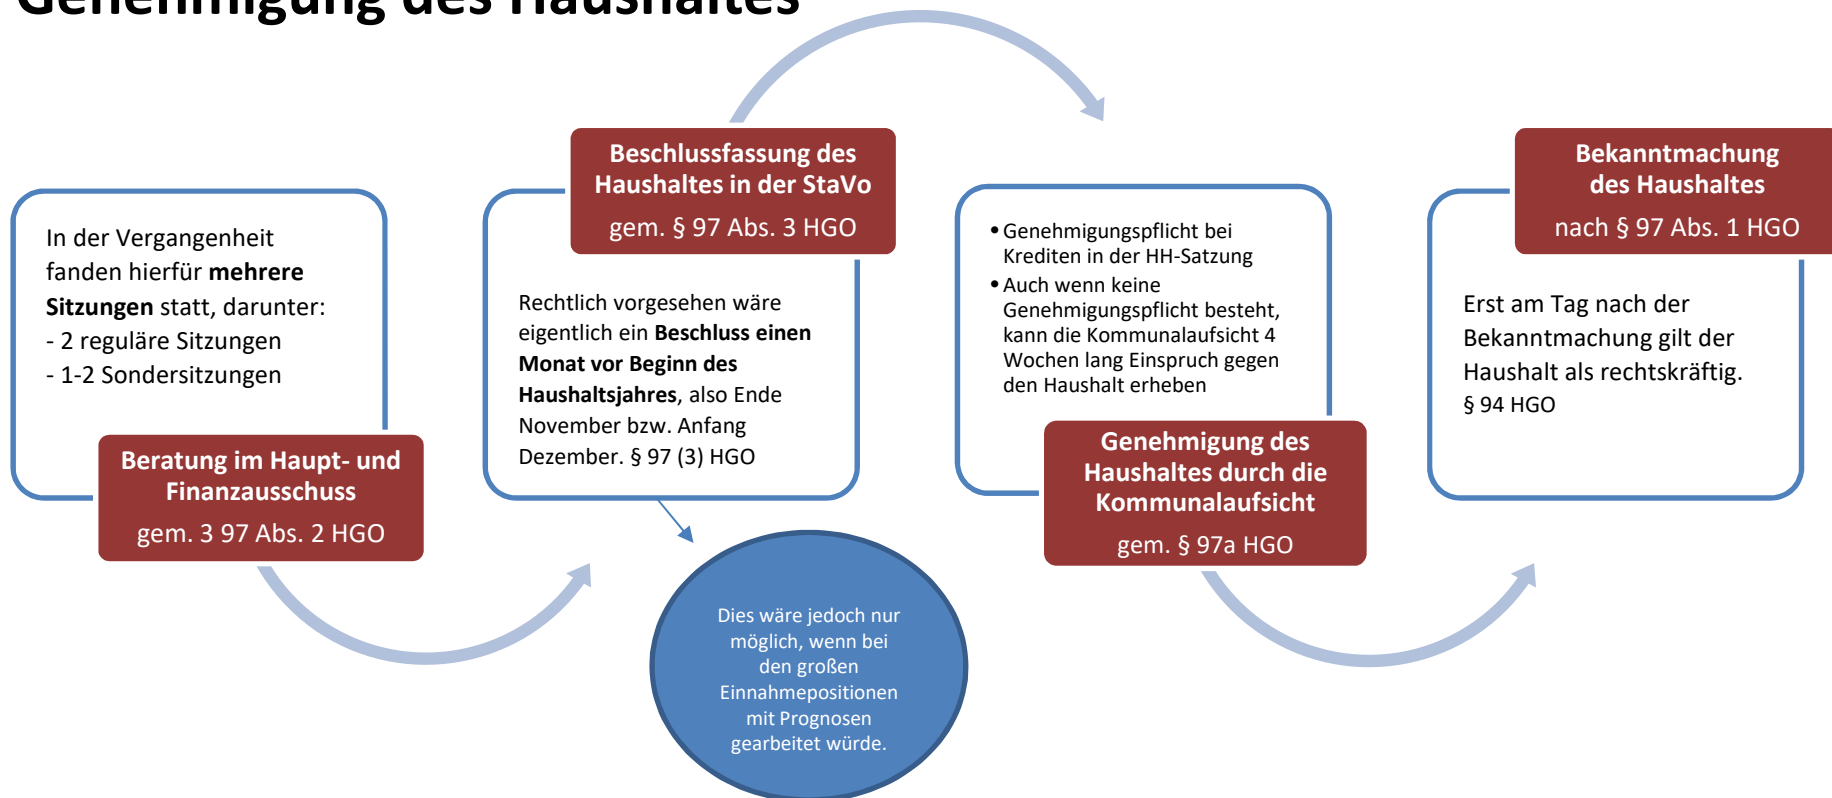 Genehmigung des Haushaltes
In der Vergangenheit
fanden hierfür mehrere
Sitzungen statt, darunter:
- 2 reguläre Sitzungen
- 1-2 Sondersitzungen
Beratung im Haupt- und
Finanzausschuss
gem. 3 97 Abs. 2 HGO
Beschlussfassung des
Haushaltes in der StaVo
gem. § 97 Abs. 3 HGO
Rechtlich vorgesehen wäre
eigentlich ein Beschluss einen
Monat vor Beginn des
Haushaltsjahres, also Ende
November bzw. Anfang
Dezember. § 97 (3) HGO
Dies wäre jedoch nur
möglich, wenn bei
den großen
Einnahmepositionen
mit Prognosen
gearbeitet würde.
• Genehmigungspflicht bei
Krediten in der HH-Satzung
• Auch wenn keine
Genehmigungspflicht besteht,
kann die Kommunalaufsicht 4
Wochen lang Einspruch gegen
den Haushalt erheben
Genehmigung des
Haushaltes durch die
Kommunalaufsicht
gem. § 97a HGO
Bekanntmachung
des Haushaltes
nach § 97 Abs. 1 HGO
Erst am Tag nach der
Bekanntmachung gilt der
Haushalt als rechtskräftig.
§ 94 HGO